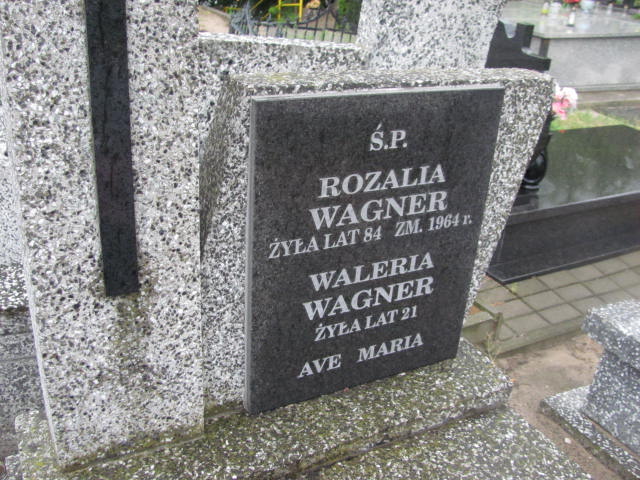 Ś.P.
ROZALIA
WAGNER
ŻYŁA LAT 84 ZM. 1964 r.
WALERIA
WAGNER
ŻYŁA LAT 21
AVE MARIA